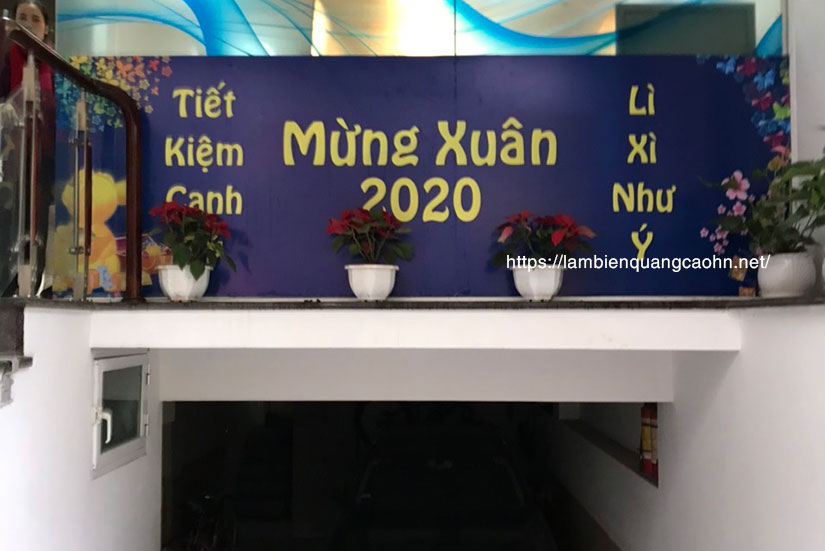 Tiết
Kiệm
Canh
Mừng Xuân
2020
Lì
Xì
Như
Ý
https://lambienquangcaohn.net/